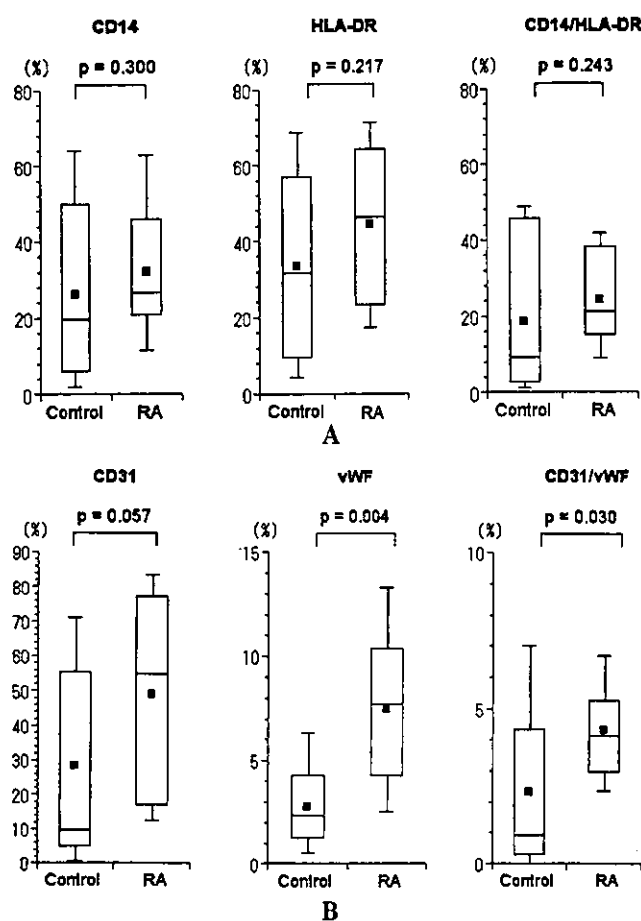 CD14 HLA-DR CD14/HLA-DR
(%) p = 0.300 (%) p = 0.217 (%) p = 0.243
80 80 80
60 60 60
40 40 40
20 20 20
0 0 0
Control RA Control RA Control RA
A
CD31 vWF CD31/vWF
(%) p = 0.057 (%) p = 0.004 (%) p = 0.030
90 15 10
80
70
60
50 10
40 5
30 5
20
10
0 0 0
Control RA Control RA Control RA
B